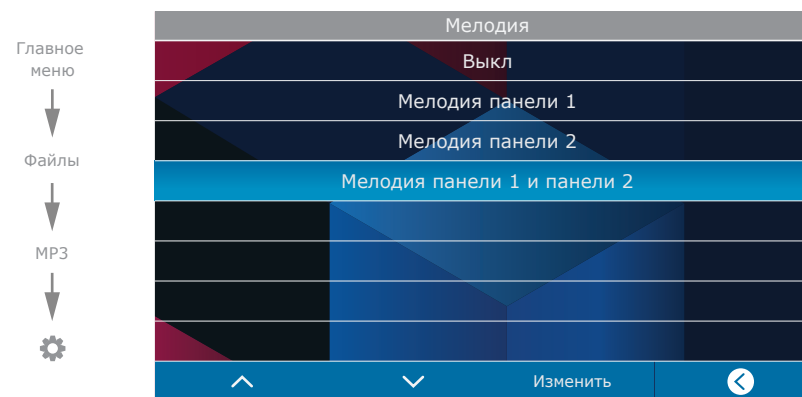 Главное
меню
Файлы
MP3
Мелодия
Выкл
Мелодия панели 1
Мелодия панели 2
Мелодия панели 1 и панели 2
Изменить